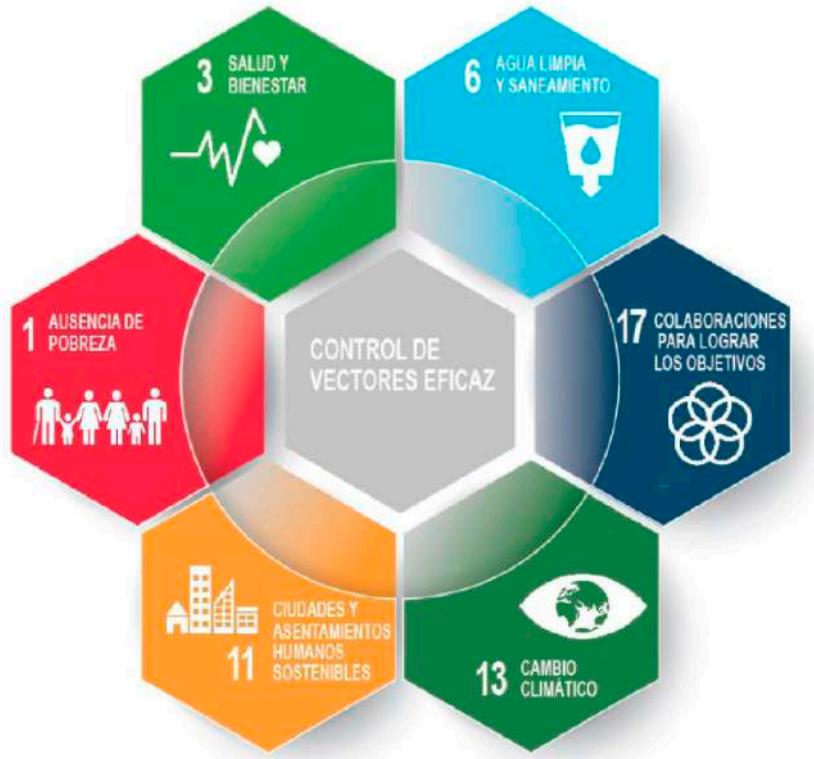 3 SALUD Y
BIENESTAR
6 AGUA LIMPIA
Y SANEAMIENTO
1 AUSENCIA DE
POBREZA
CONTROL DE
VECTORES EFICAZ
17 COLABORACIONES
PARA LOGRAR
LOS OBJETIVOS
CIUDADES Y
ASENTAMIENTOS
HUMANOS
11 SOSTENIBLES
13 CAMBIO
CLIMÁTICO